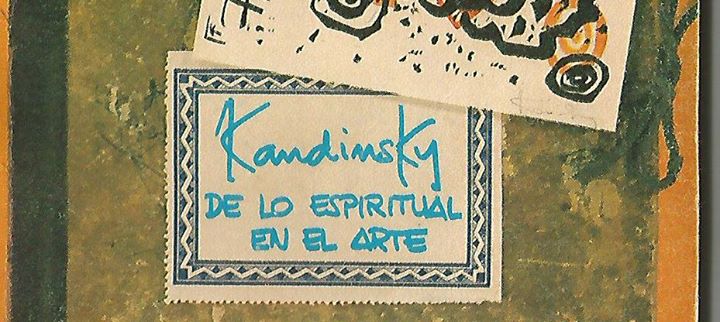 Kandinsky
DE LO ESPIRITUAL
EN EL ARTE